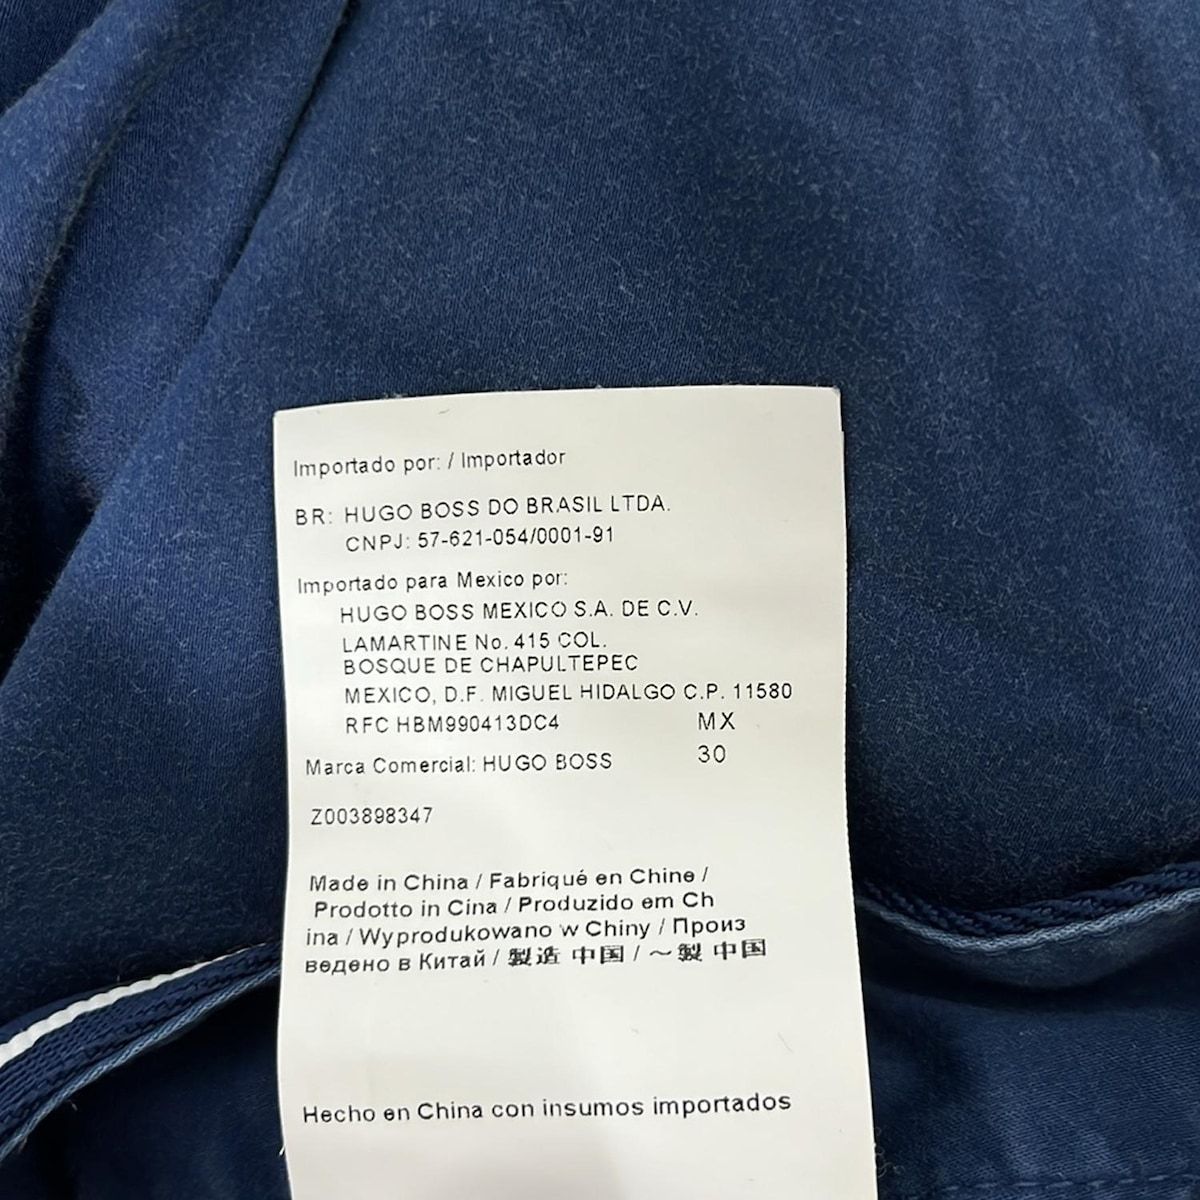 Importado por: / Importador
BR: HUGO BOSS DO BRASIL LTDA.
CNPJ: 57-621-054/0001-91
Importado para Mexico por:
HUGO BOSS MEXICO S.A. DE C.V.
LAMARTINE No. 415 COL.
BOSQUE DE CHAPULTEPEC
MEXICO, D.F. MIGUEL HIDALGO C.P. 11580
RFC HBM990413DC4 MX
Marca Comercial: HUGO BOSS 30
Z003898347
Made in China / Fabriqué en Chine /
Prodotto in Cina / Produzido em Ch
ina / Wyprodukowano w Chiny / Произ
ведено в Китай / 製造 中国 / ～製 中国
Hecho en China con insumos importados